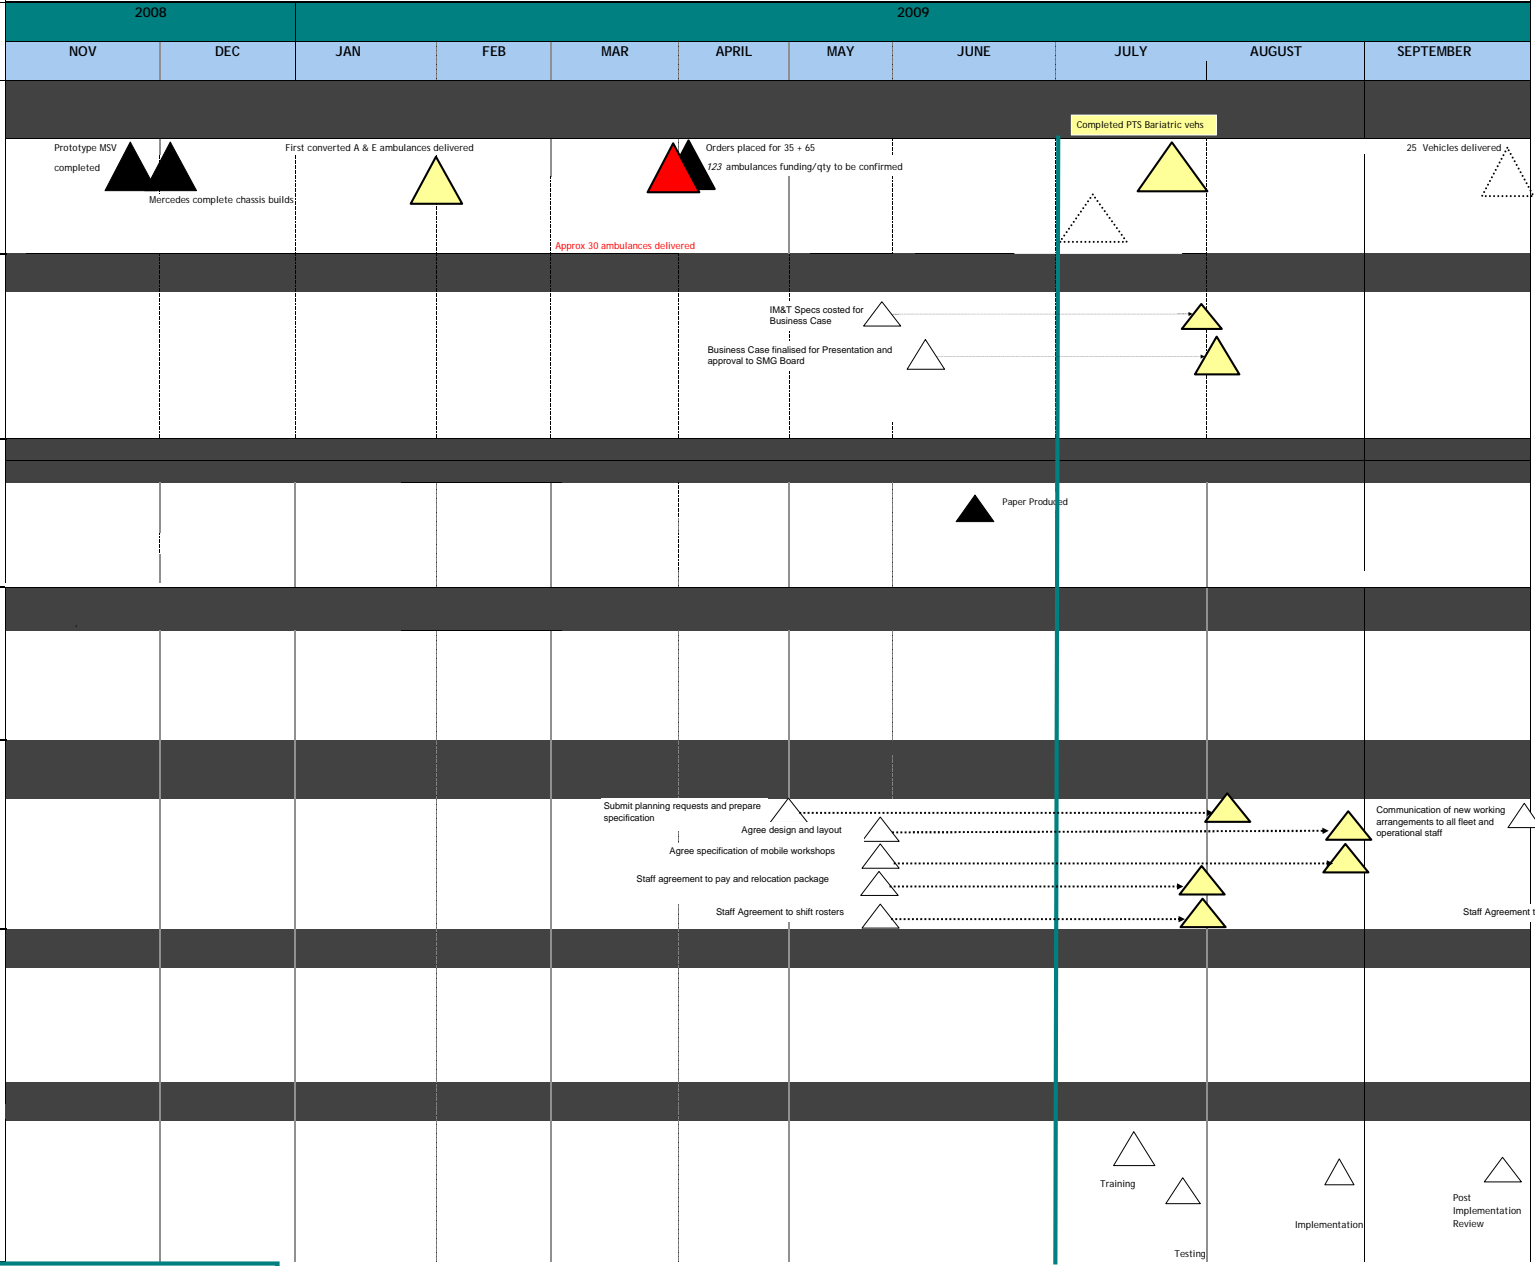 2008
2009
NOV
DEC
JAN
FEB
MAR
APRIL
MAY
JUNE
JULY
AUGUST
SEPTEMBER
Completed PTS Bariatric vehs
Prototype MSV
completed
Mercedes complete chassis builds
First converted A & E ambulances delivered
Orders placed for 35 + 65
123 ambulances funding/qty to be confirmed
25 Vehicles delivered
Approx 30 ambulances delivered
IM&T Specs costed for
Business Case
Business Case finalised for Presentation and
approval to SMG Board
Paper Produced
Submit planning requests and prepare
specification
Agree design and layout
Agree specification of mobile workshops
Staff agreement to pay and relocation package
Staff Agreement to shift rosters
Communication of new working
arrangements to all fleet and
operational staff
Staff Agreement t
Training
Testing
Implementation
Post
Implementation
Review